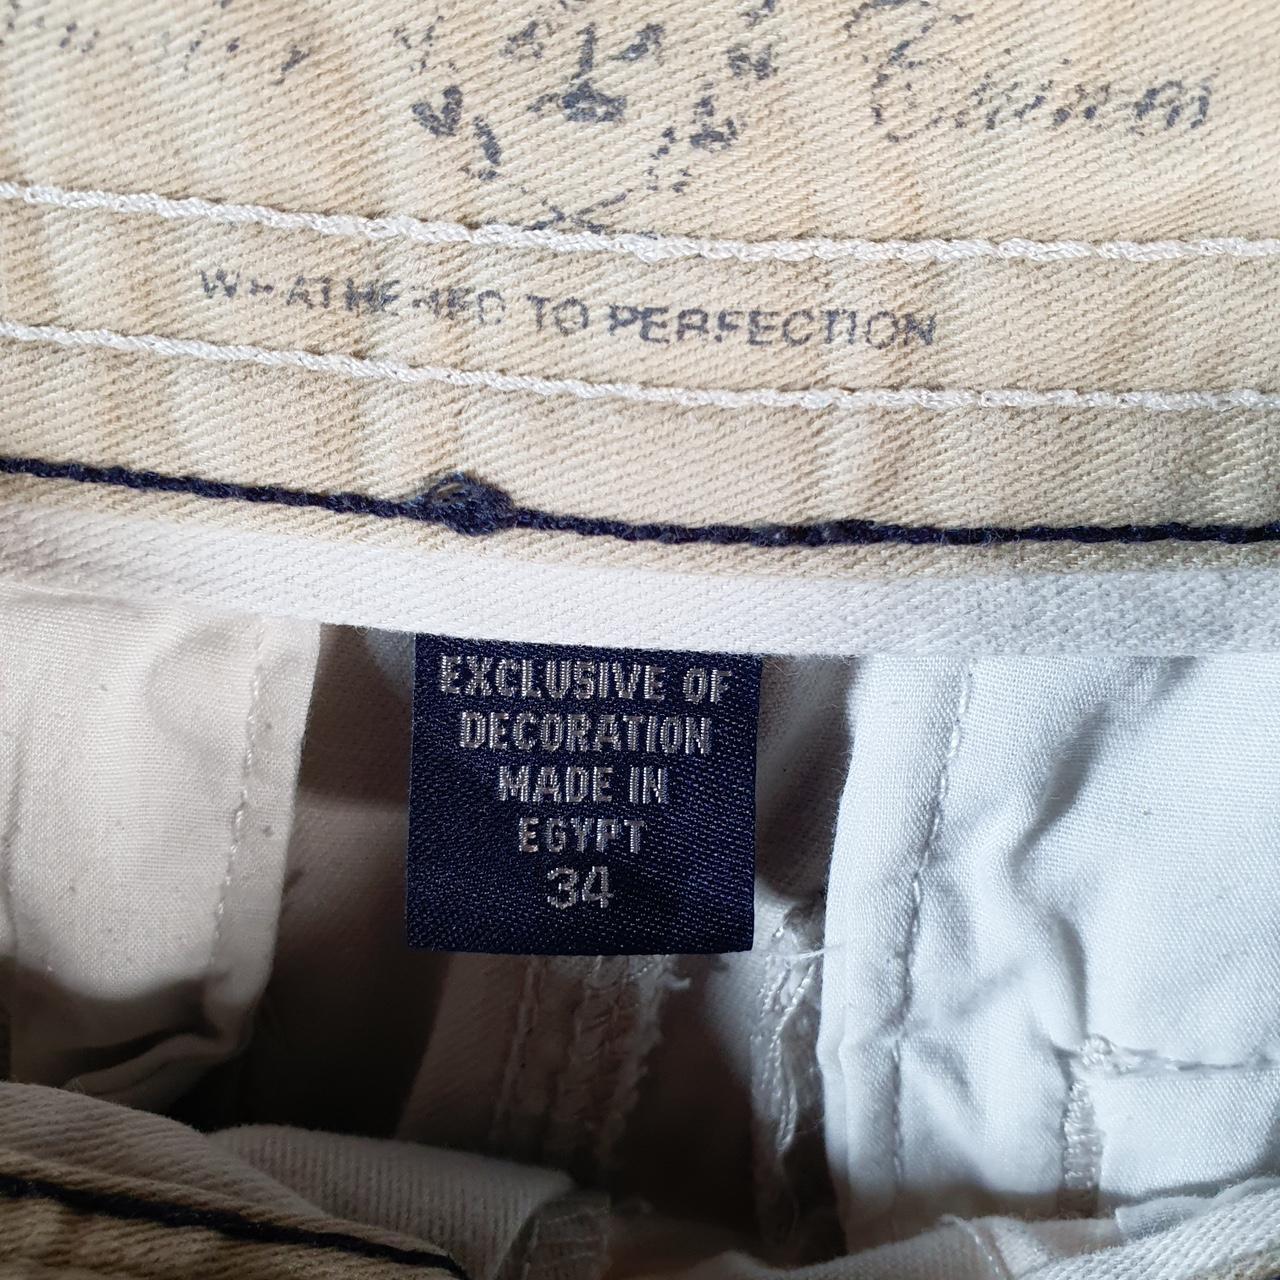 WEATHERED TO PERFECTION
EXCLUSIVE OF
DECORATION
MADE IN
EGYPT
34